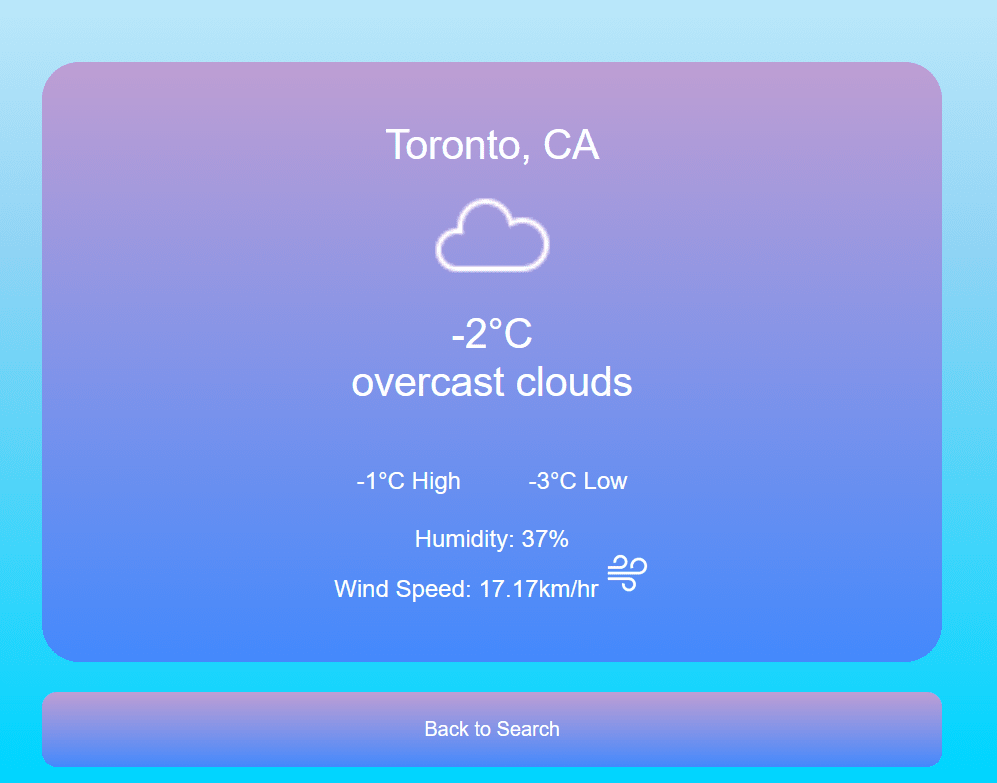 Toronto, CA
-2°C
overcast clouds
-1°C High -3°C Low
Humidity: 37%
Wind Speed: 17.17km/hr
Back to Search